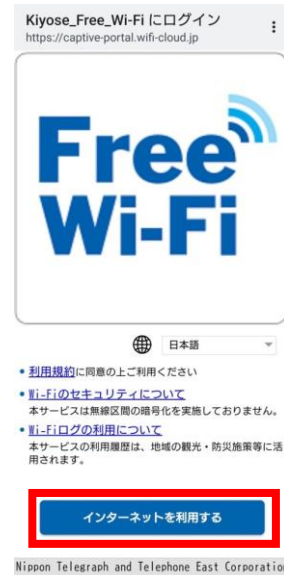 Kiyose_Free_Wi-Fi にログイン
https://captive-portal.wifi-cloud.jp
Free
Wi-Fi
日本語
利用規約に同意の上ご利用ください
Wi-Fiのセキュリティについて
本サービスは無線区間の暗号化を実施しておりません。
Wi-Fiログの利用について
本サービスの利用履歴は、地域の観光・防災施策等に活
用されます。
インターネットを利用する
Nippon Telegraph and Telephone East Corporatio